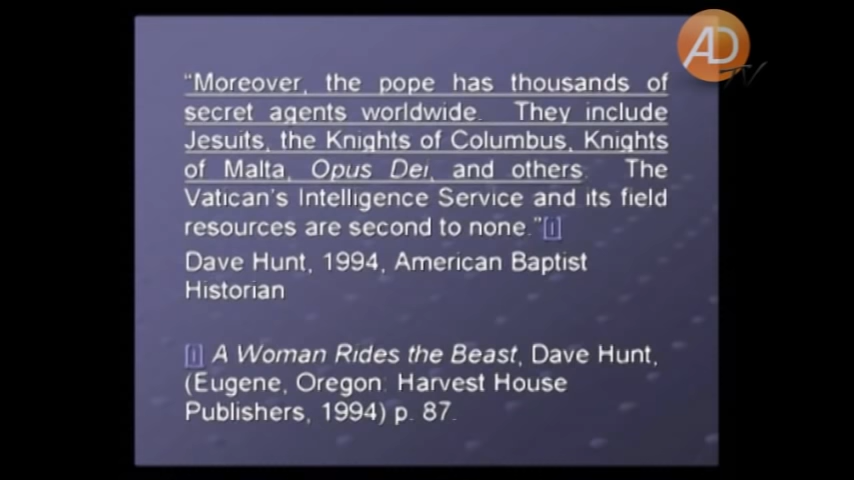 AD
TV
“Moreover, the pope has thousands of
secret agents worldwide. They include
Jesuits, the Knights of Columbus, Knights
of Malta, Opus Dei, and others. The
Vatican’s Intelligence Service and its field
resources are second to none.”[i]
Dave Hunt, 1994, American Baptist
Historian
[i] A Woman Rides the Beast, Dave Hunt,
(Eugene, Oregon: Harvest House
Publishers, 1994) p. 87.